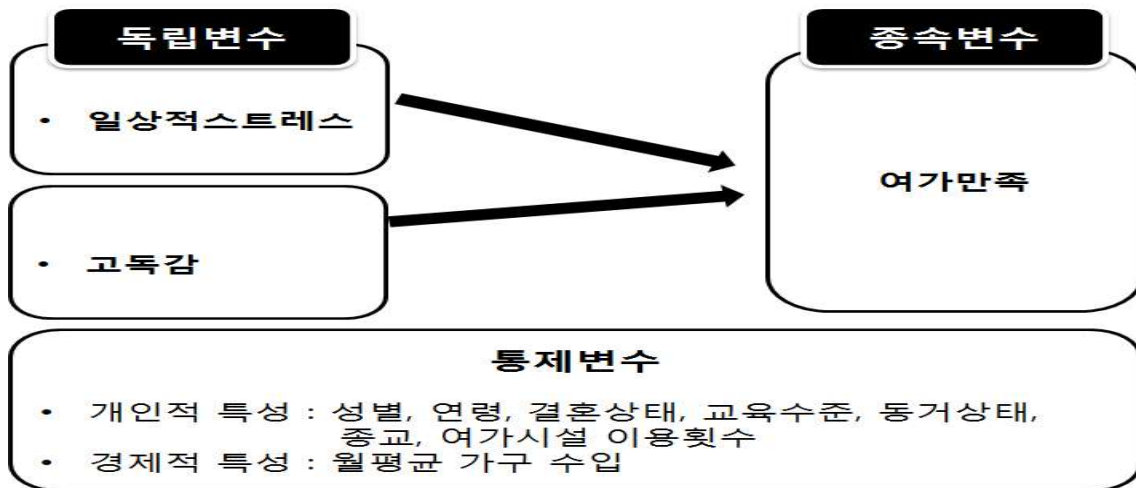 독립변수
종속변수
• 일상적스트레스
여가만족
• 고독감
통제변수
• 개인적 특성 : 성별, 연령, 결혼상태, 교육수준, 동거상태,
종교, 여가시설 이용횟수
• 경제적 특성 : 월평균 가구 수입